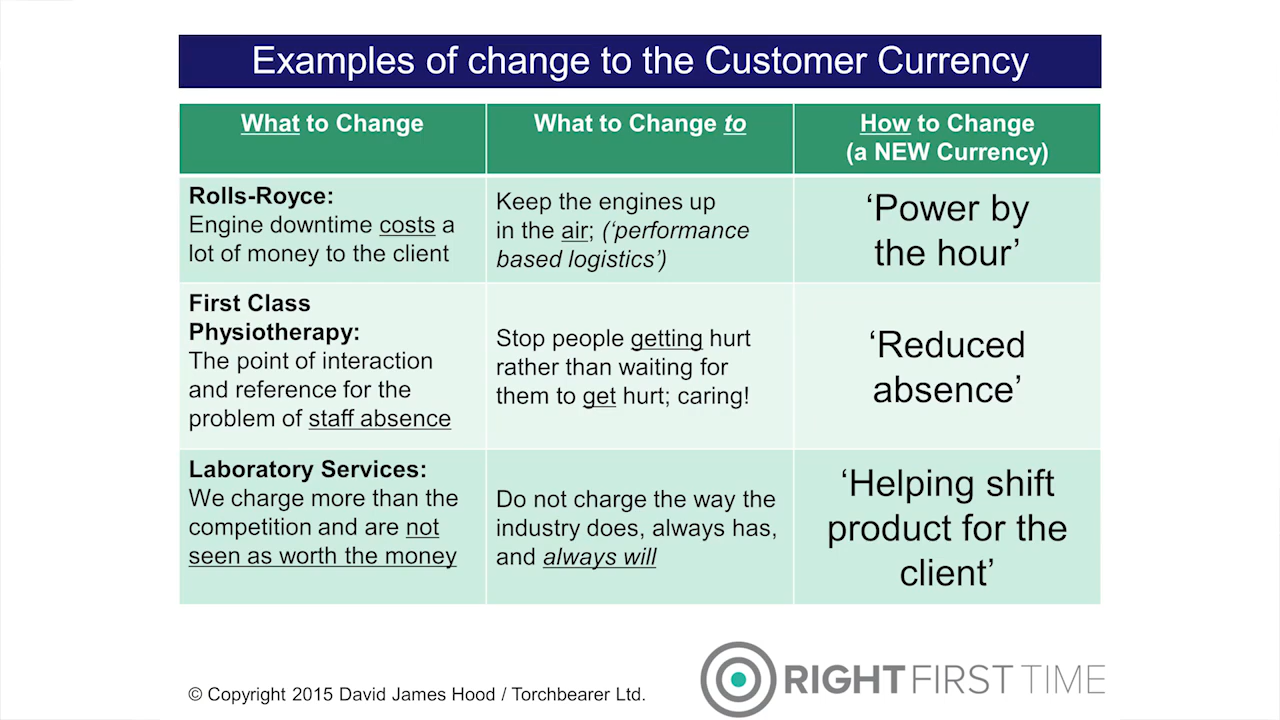 Examples of change to the Customer Currency
What to Change
What to Change to
How to Change
(a NEW Currency)
Rolls-Royce:
Engine downtime costs a
lot of money to the client
Keep the engines up
in the air; (‘performance
based logistics’)
‘Power by
the hour’
First Class
Physiotherapy:
The point of interaction
and reference for the
problem of staff absence
Stop people getting hurt
rather than waiting for
them to get hurt; caring!
‘Reduced
absence’
Laboratory Services:
We charge more than the
competition and are not
seen as worth the money
Do not charge the way the
industry does, always has,
and always will
‘Helping shift
product for the
client’
© Copyright 2015 David James Hood / Torchbearer Ltd.
RIGHT FIRST TIME